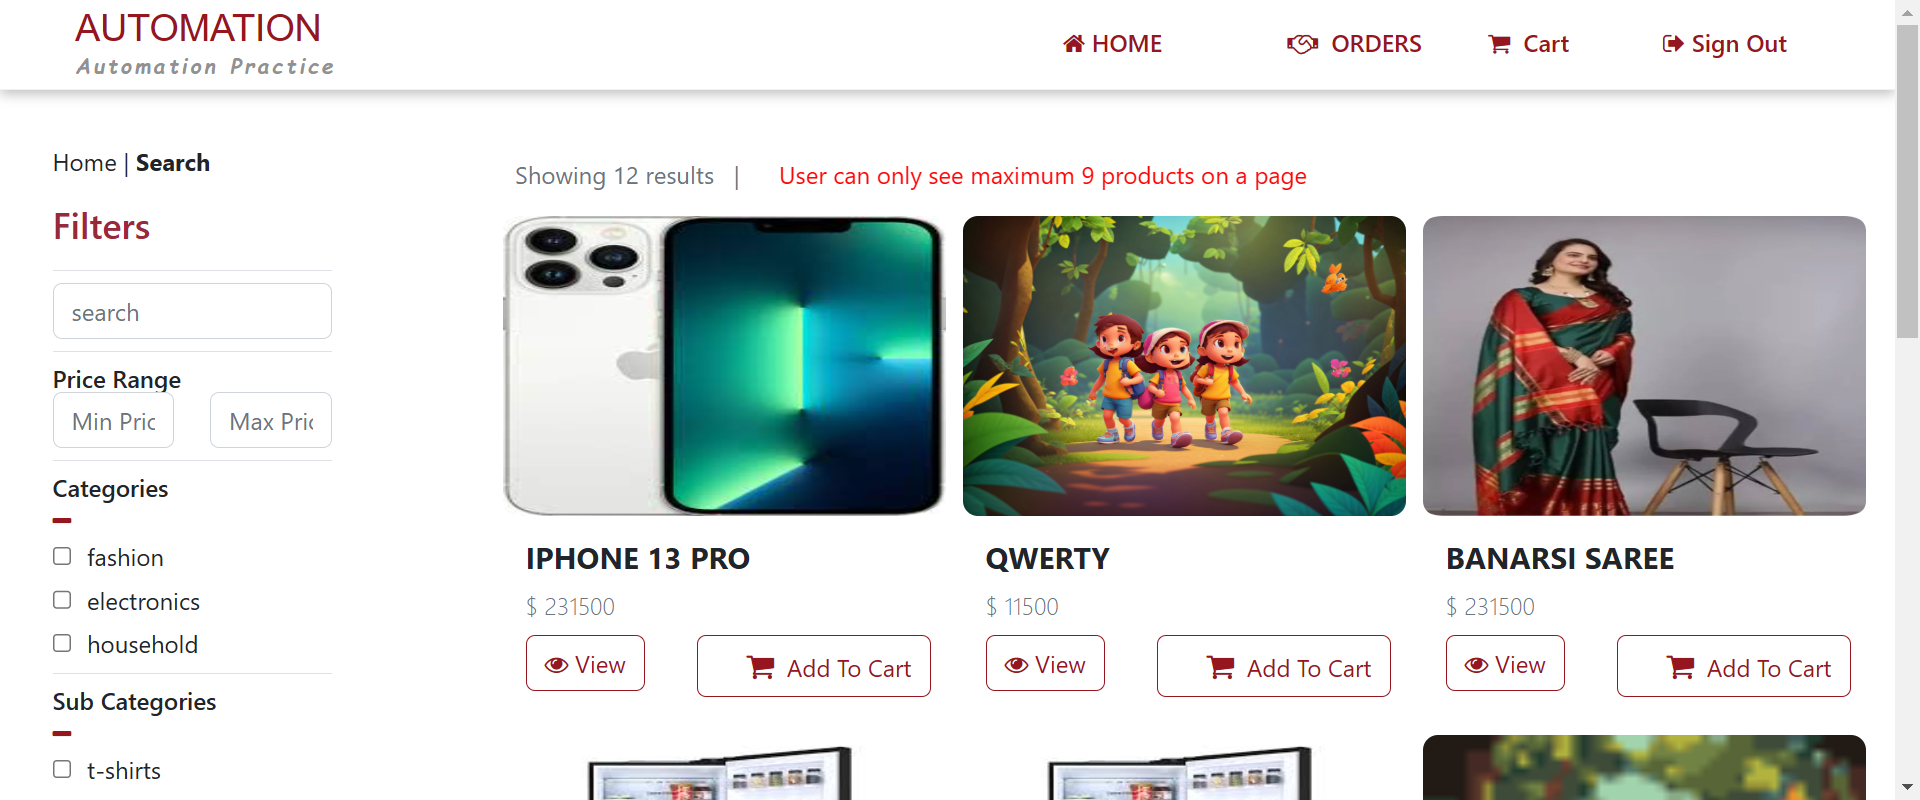 AUTOMATION
Automation Practice
HOME
ORDERS
Cart
Sign Out
Home | Search
Filters
search
Price Range
Min Pric
Max Pric
Categories
fashion
electronics
household
Sub Categories
t-shirts
Showing 12 results | User can only see maximum 9 products on a page
IPHONE 13 PRO
$ 231500
View
Add To Cart
QWERTY
$ 11500
View
Add To Cart
BANARSI SAREE
$ 231500
View
Add To Cart